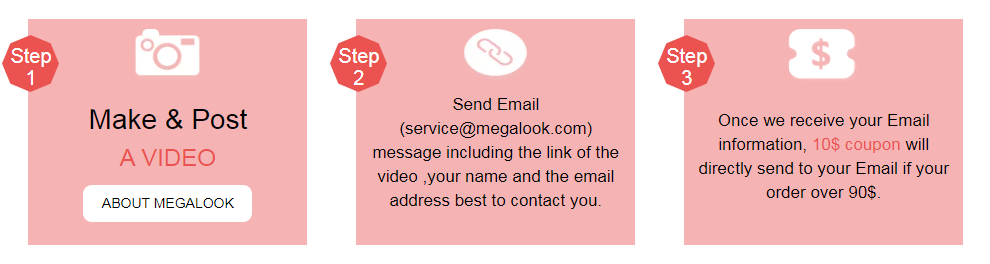 Step
1
Make & Post
A VIDEO
ABOUT MEGALOOK
Step
2
Send Email
(service@megalook.com)
message including the link of the
video ,your name and the email
address best to contact you.
Step
3
$
Once we receive your Email
information, 10$ coupon will
directly send to your Email if your
order over 90$.